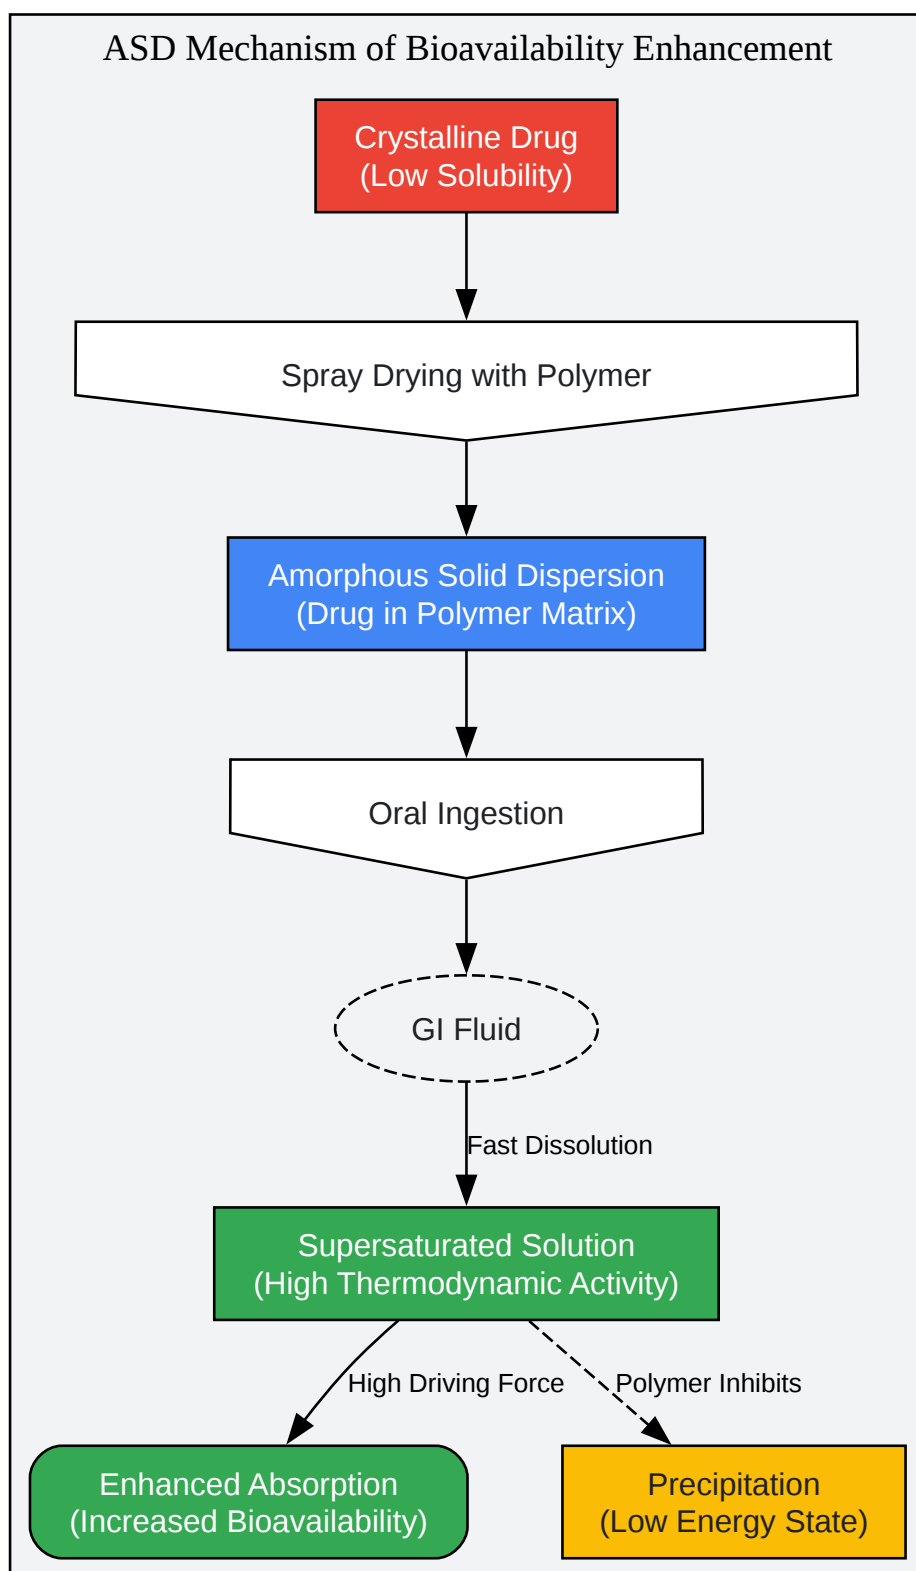 ASD Mechanism of Bioavailability Enhancement
Crystalline Drug
(Low Solubility)
Spray Drying with Polymer
Amorphous Solid Dispersion
(Drug in Polymer Matrix)
Oral Ingestion
GI Fluid
Fast Dissolution
Supersaturated Solution
(High Thermodynamic Activity)
High Driving Force
Polymer Inhibits
Enhanced Absorption
(Increased Bioavailability)
Precipitation
(Low Energy State)